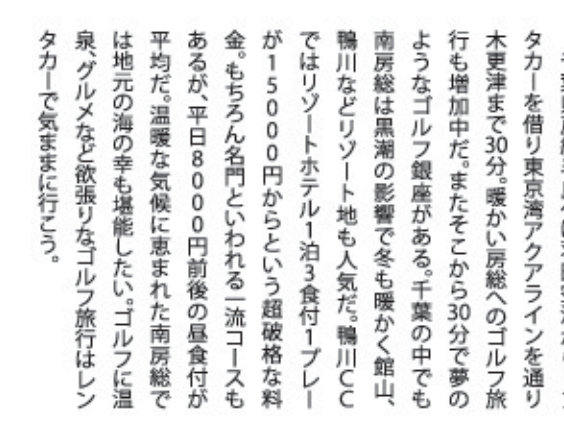 タカーを借り東京湾アクアラインを通り
木更津まで30分。暖かい房総へのゴルフ旅
行も増加中だ。またそこから30分で夢の
ようなゴルフ銀座がある。千葉の中でも
南房総は黒潮の影響で冬も暖かく館山、
鴨川などリゾート地も人気だ。鴨川CC
ではリゾートホテル1泊3食付1プレー
が15000円からという超破格な料
金。もちろん名門といわれる一流コースも
あるが、平日8000円前後の昼食付が
平均だ。温暖な気候に恵まれた南房総で
は地元の海の幸も堪能したい。ゴルフに温
泉、グルメなど欲張りなゴルフ旅行はレン
タカーで気ままに行こう。